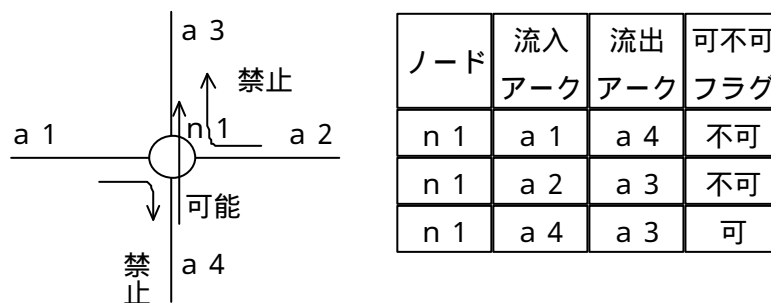 a 3
禁止
n 1
a 1
a 2
可能
禁
止
a 4
ノード 流入アーク 流出アーク 可不可フラグ
n 1 a 1 a 4 不可
n 1 a 2 a 3 不可
n 1 a 4 a 3 可